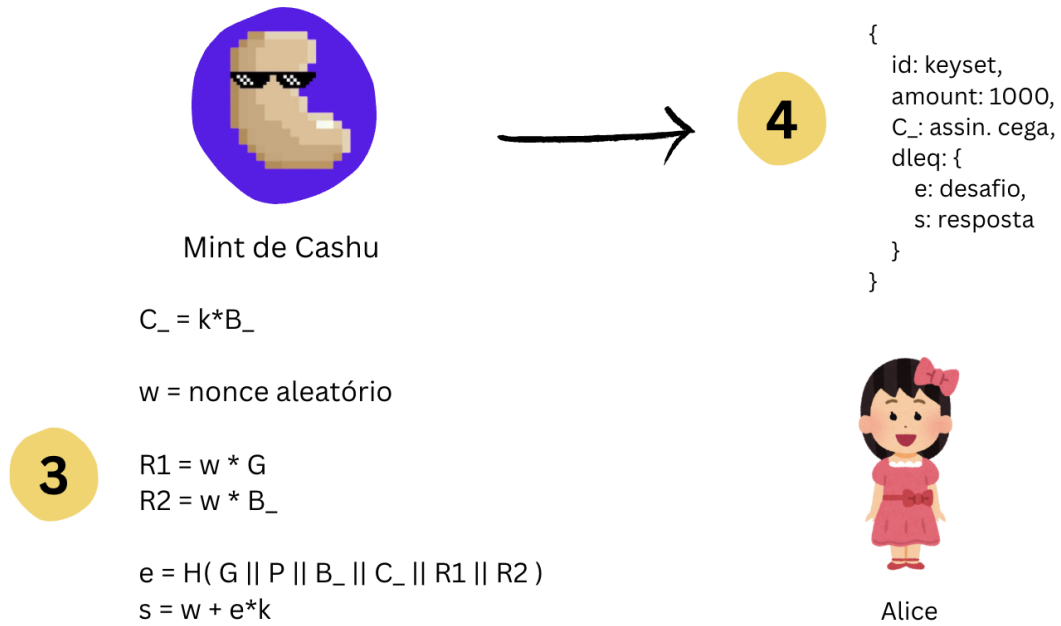 Mint de Cashu
C_ = k*B_
w = nonce aleatório
3
R1 = w * G
R2 = w * B_
e = H( G || P || B_ || C_ || R1 || R2 )
s = w + e*k
4
{
id: keyset,
amount: 1000,
C_: assin. cega,
dleq: {
e: desafio,
s: resposta
}
}
Alice